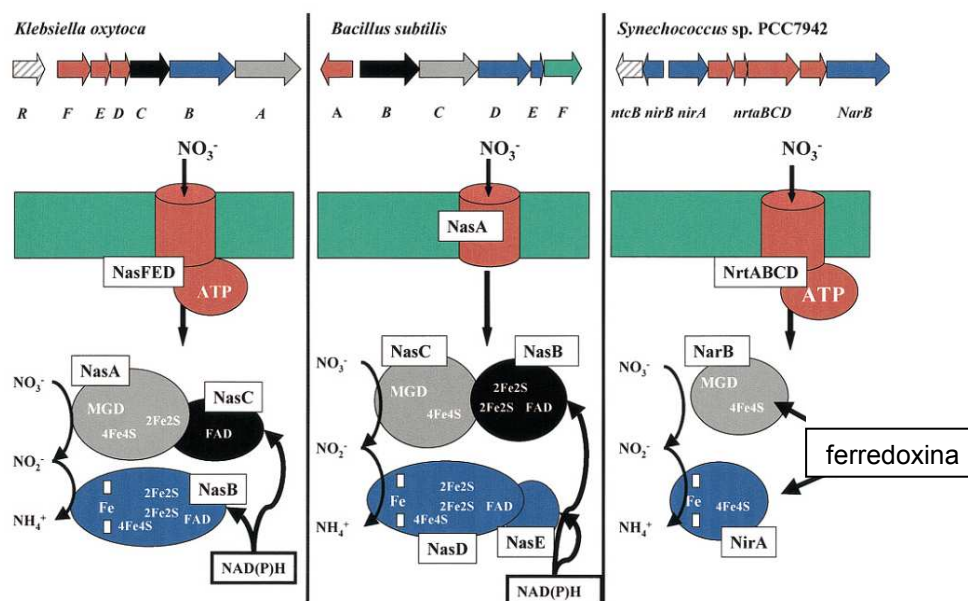 Klebsiella oxytoca
R F E D C B A
NO3-
NasFED
ATP
NasA
NO3-
MGD
2Fe2S
4Fe4S
NasC
FAD
NO2-
NasB
Fe
2Fe2S
2Fe2S
4Fe4S
FAD
NH4+
NAD(P)H
Bacillus subtilis
A B C D E F
NO3-
NasA
NasC
NasB
NO3-
4Fe4S
2Fe2S
2Fe2S
FAD
MGD
NO2-
Fe
2Fe2S
2Fe2S
4Fe4S
FAD
NH4+
NasD
NasE
NAD(P)H
Synechococcus sp. PCC7942
ntcB nirB nirA nrtaBCD NarB
NO3-
NrtABCD
ATP
NarB
NO3-
MGD
4Fe4S
NO2-
ferredoxina
Fe
4Fe4S
NH4+
NirA